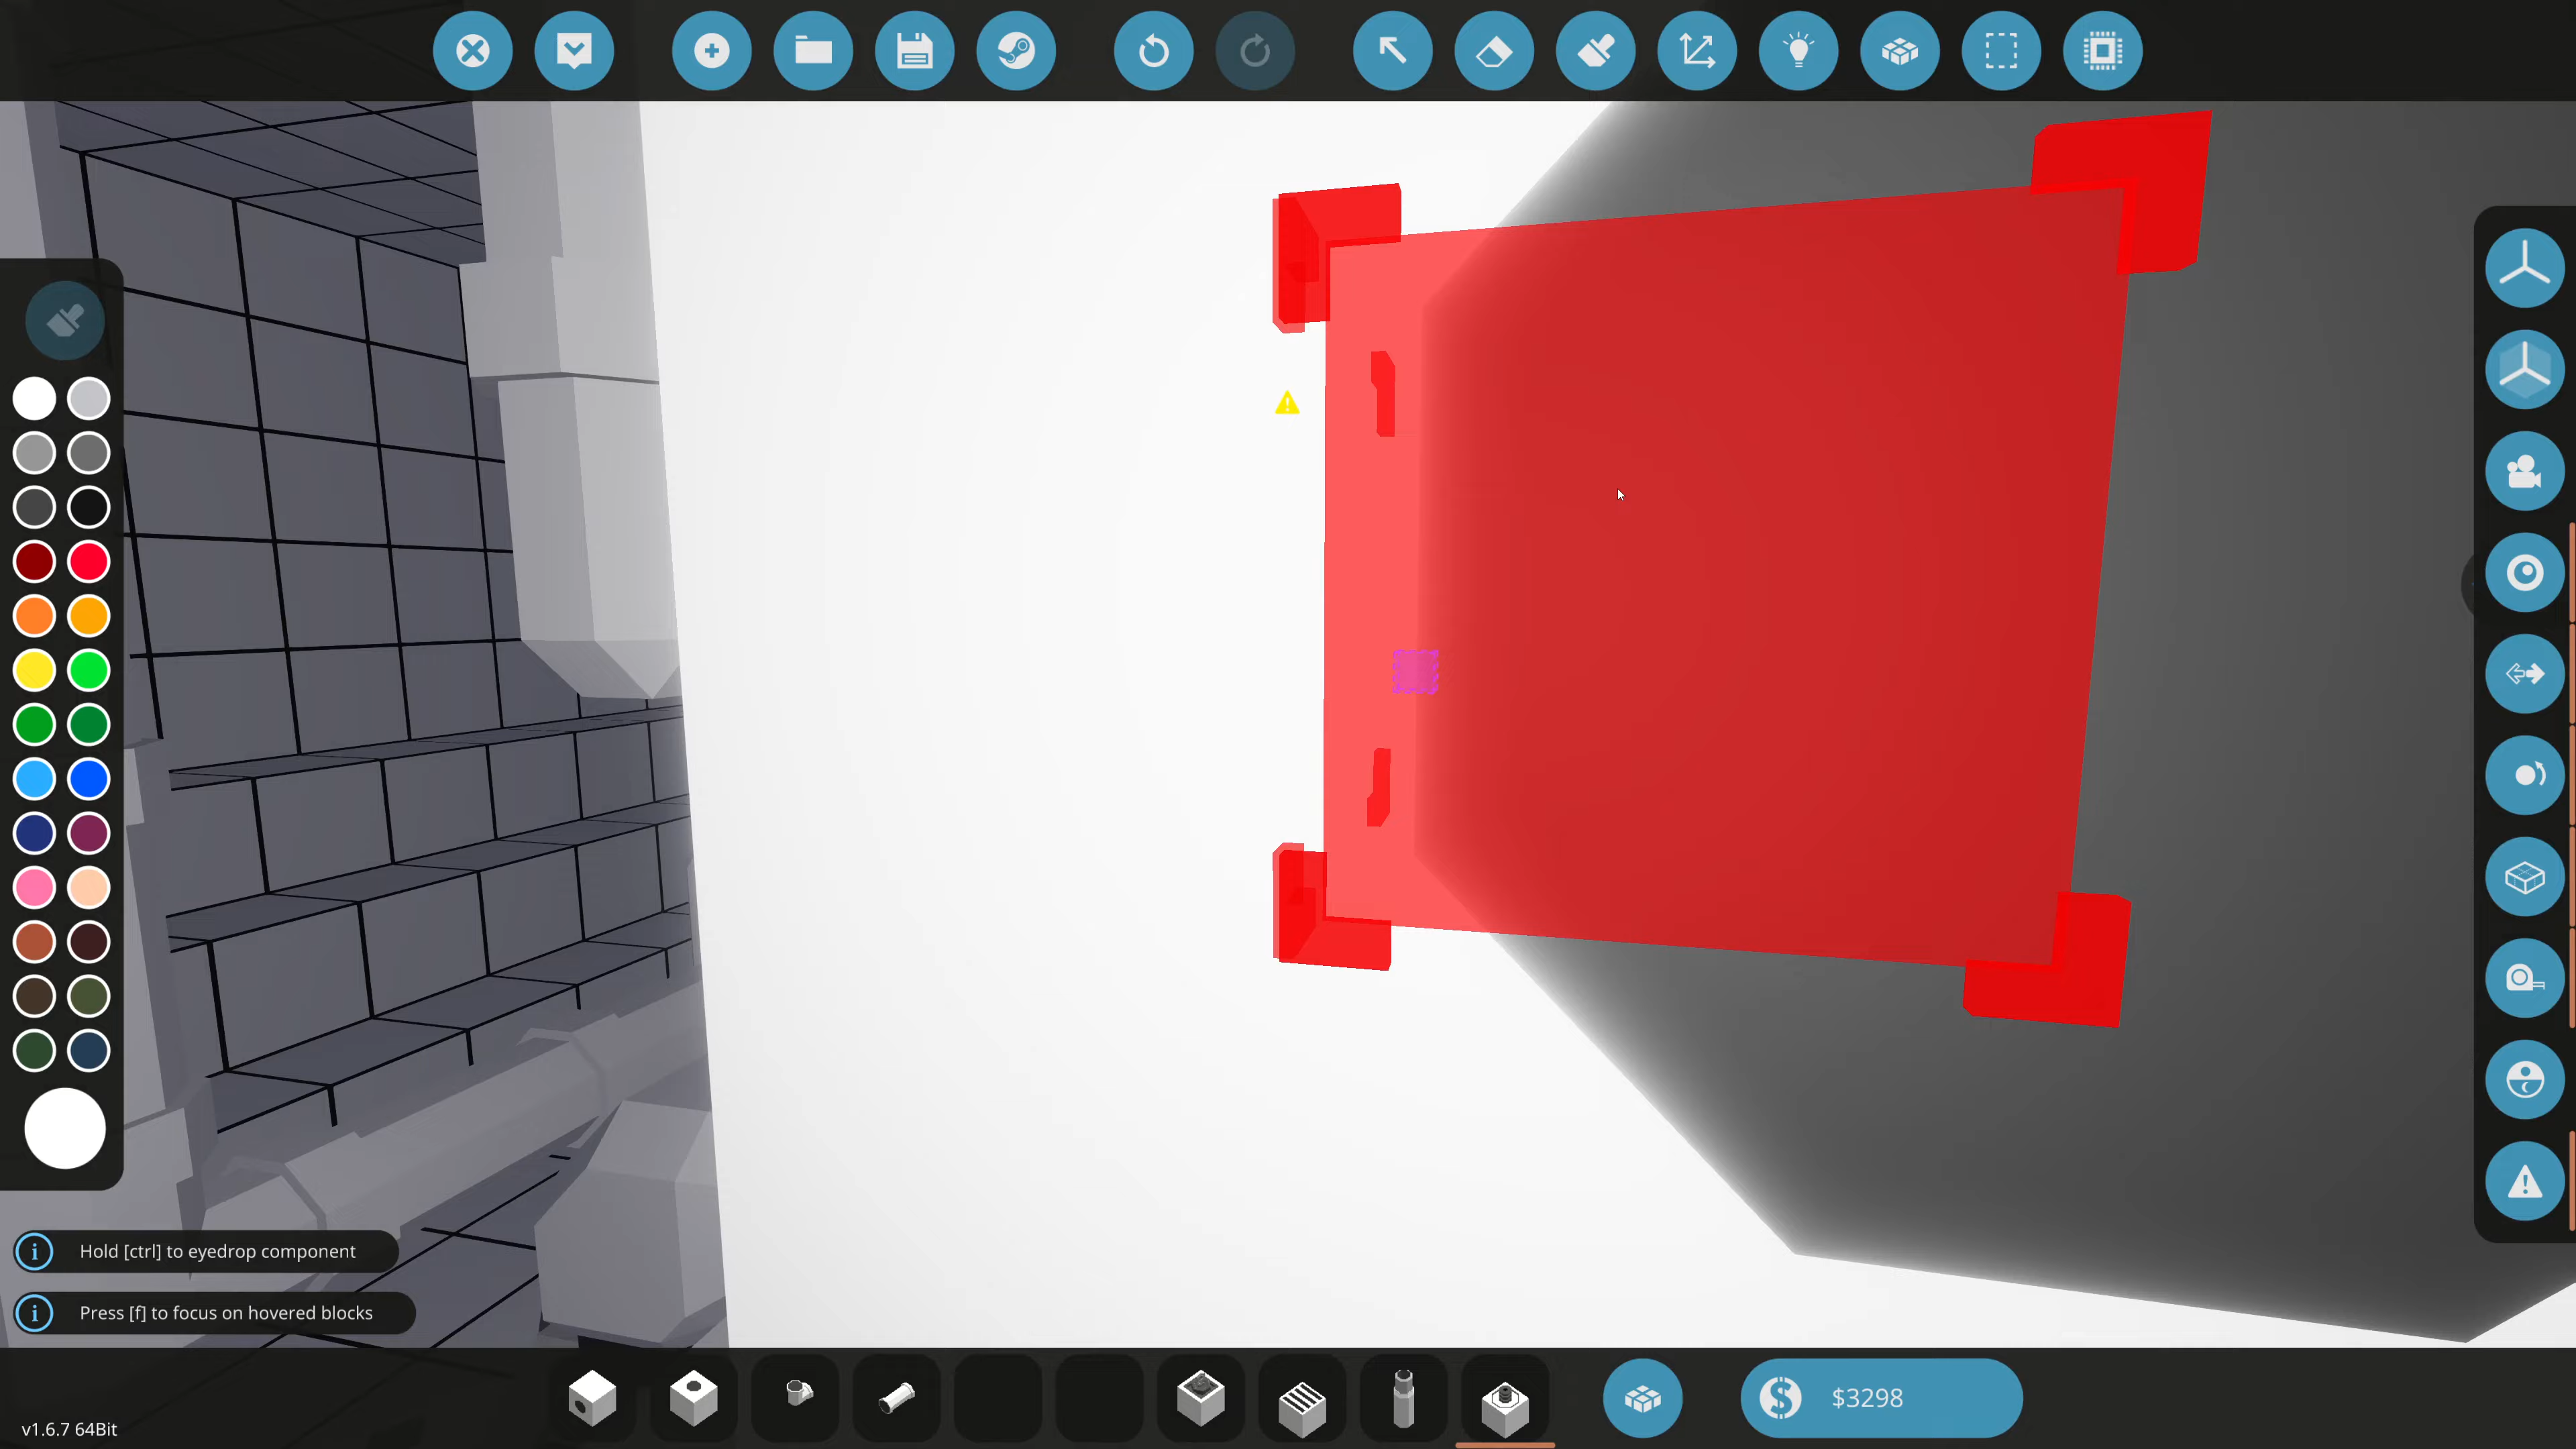 Hold [ctrl] to eyedrop component
Press [f] to focus on hovered blocks
$3298
v1.6.7 64Bit